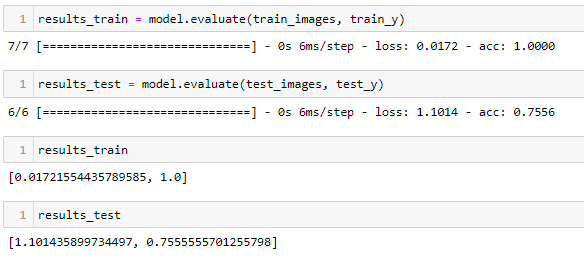 1 results_train = model.evaluate(train_images, train_y)
7/7 [==============================] - 0s 6ms/step - loss: 0.0172 - acc: 1.0000
1 results_test = model.evaluate(test_images, test_y)
6/6 [==============================] - 0s 6ms/step - loss: 1.1014 - acc: 0.7556
1 results_train
[0.01721554435789585, 1.0]
1 results_test
[1.101435899734497, 0.7555555701255798]